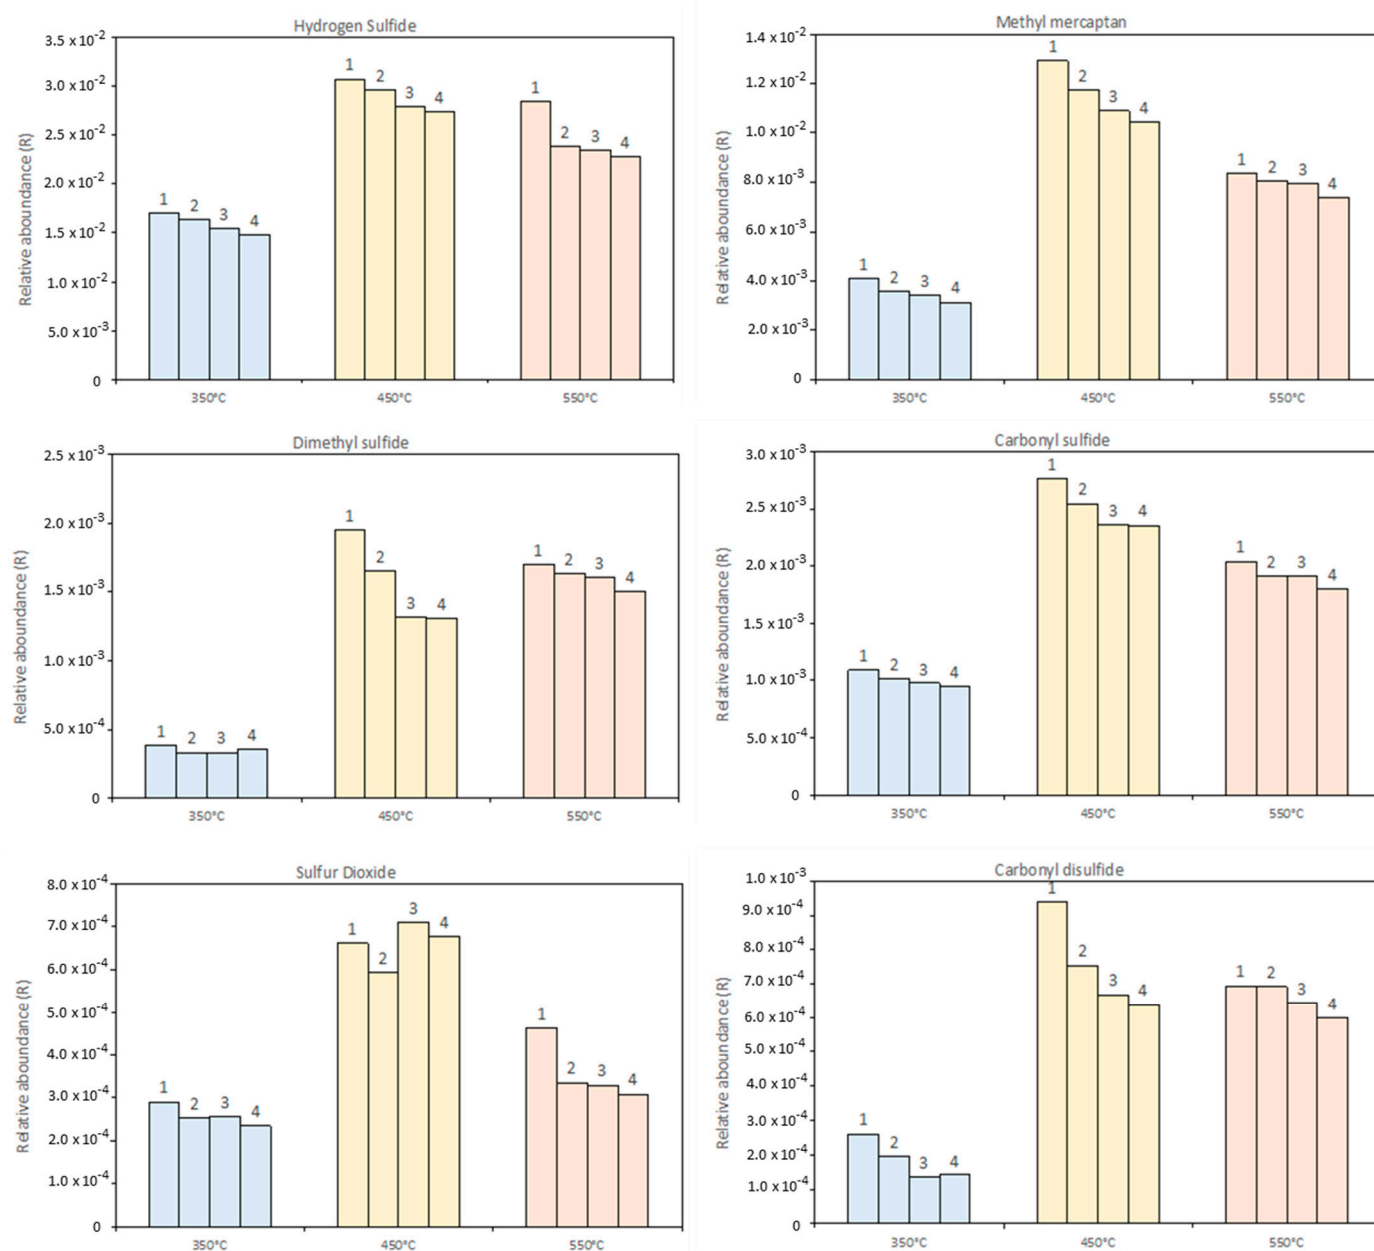 Hydrogen Sulfide
Relative aboundance (R)
3.5 x 10-2
3.0 x 10-2
2.5 x 10-2
2.0 x 10-2
1.5 x 10-2
1.0 x 10-2
5.0 x 10-3
0
1 2 3 4
1 2 3 4
1 2 3 4
350°C 450°C 550°C
Methyl mercaptan
Relative aboundance (R)
1.4 x 10-2
1.2 x 10-2
1.0 x 10-2
8.0 x 10-3
6.0 x 10-3
4.0 x 10-3
2.0 x 10-3
0
1 2 3 4
1 2 3 4
1 2 3 4
350°C 450°C 550°C
Dimethyl sulfide
Relative aboundance (R)
2.5 x 10-3
2.0 x 10-3
1.5 x 10-3
1.0 x 10-3
5.0 x 10-4
0
1 2 3 4
1 2 3 4
1 2 3 4
350°C 450°C 550°C
Carbonyl sulfide
Relative aboundance (R)
3.0 x 10-3
2.5 x 10-3
2.0 x 10-3
1.5 x 10-3
1.0 x 10-3
5.0 x 10-4
0
1 2 3 4
1 2 3 4
1 2 3 4
350°C 450°C 550°C
Sulfur Dioxide
Relative aboundance (R)
8.0 x 10-4
7.0 x 10-4
6.0 x 10-4
5.0 x 10-4
4.0 x 10-4
3.0 x 10-4
2.0 x 10-4
1.0 x 10-4
0
1 2 3 4
1 2 3 4
1 2 3 4
350°C 450°C 550°C
Carbonyl disulfide
Relative aboundance (R)
1.0 x 10-3
9.0 x 10-4
8.0 x 10-4
7.0 x 10-4
6.0 x 10-4
5.0 x 10-4
4.0 x 10-4
3.0 x 10-4
2.0 x 10-4
1.0 x 10-4
0
1 2 3 4
1 2 3 4
1 2 3 4
350°C 450°C 550°C